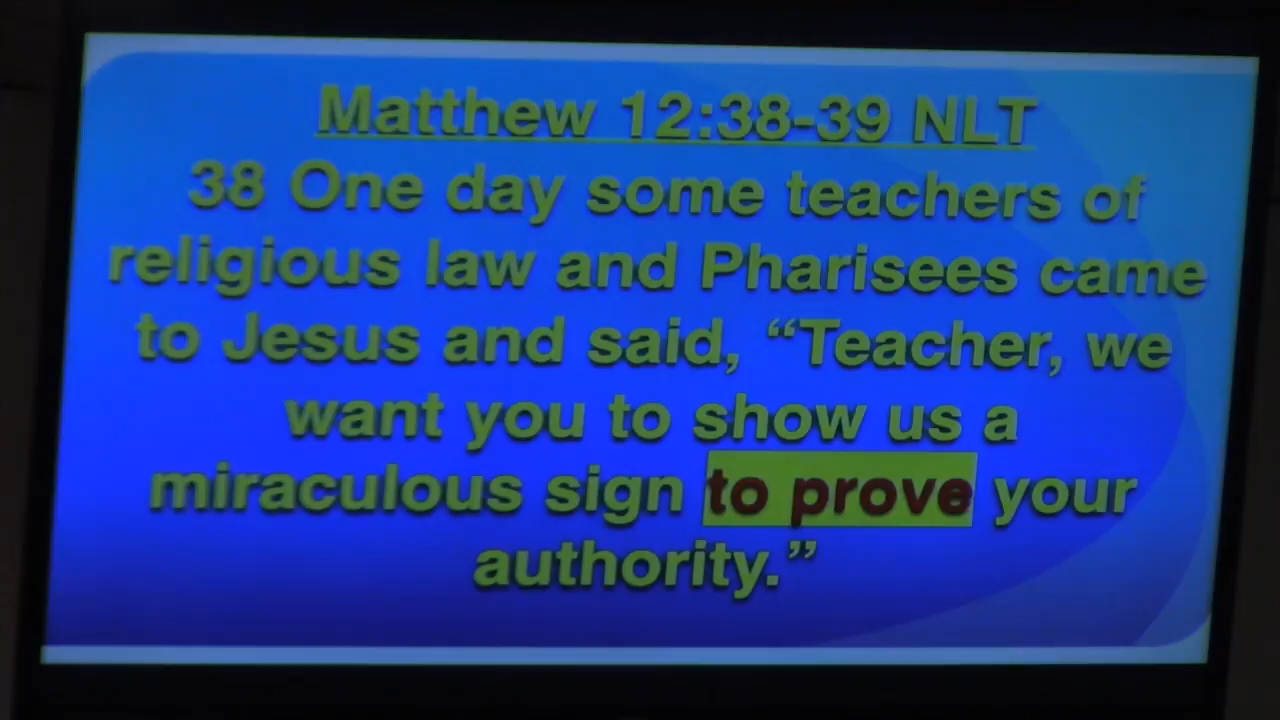 Matthew 12:38-39 NLT
38 One day some teachers of
religious law and Pharisees came
to Jesus and said, “Teacher, we
want you to show us a
miraculous sign to prove your
authority.”